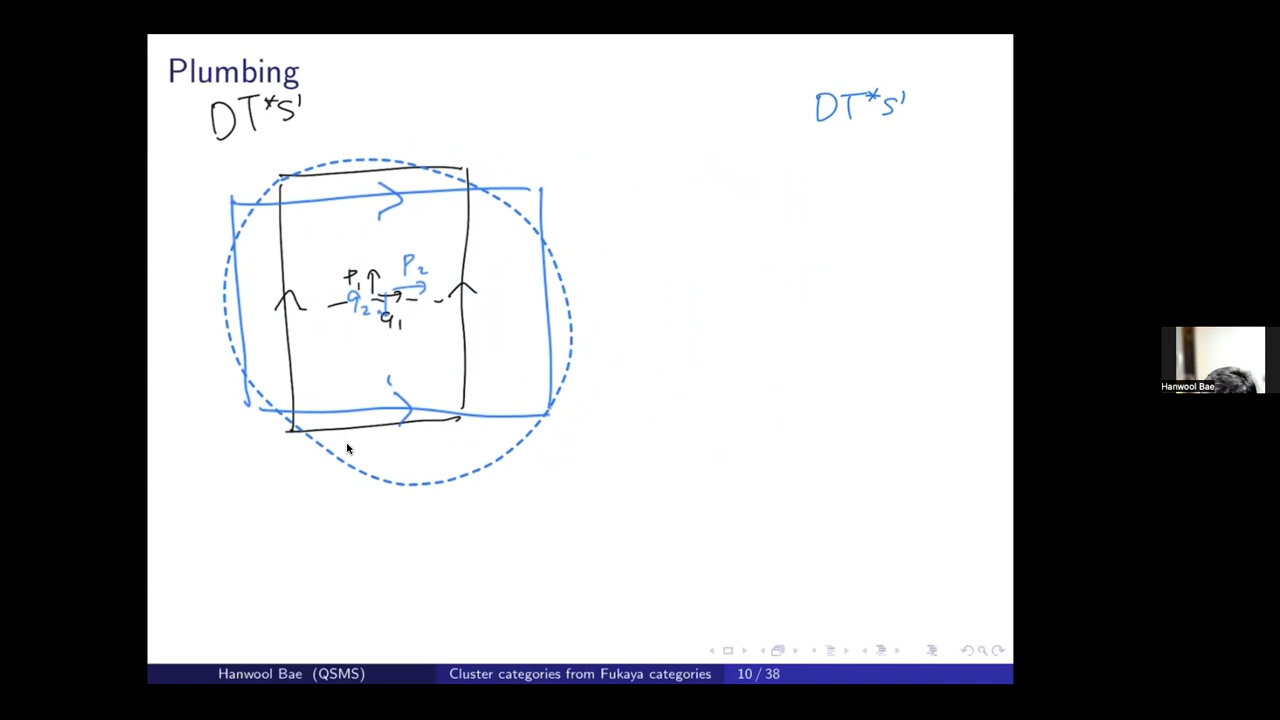 Plumbing
DT*S¹
DT*S¹
P₁
P₂
q₂
q₁
Hanwool Bae
Hanwool Bae (QSMS)
Cluster categories from Fukaya categories
10 / 38